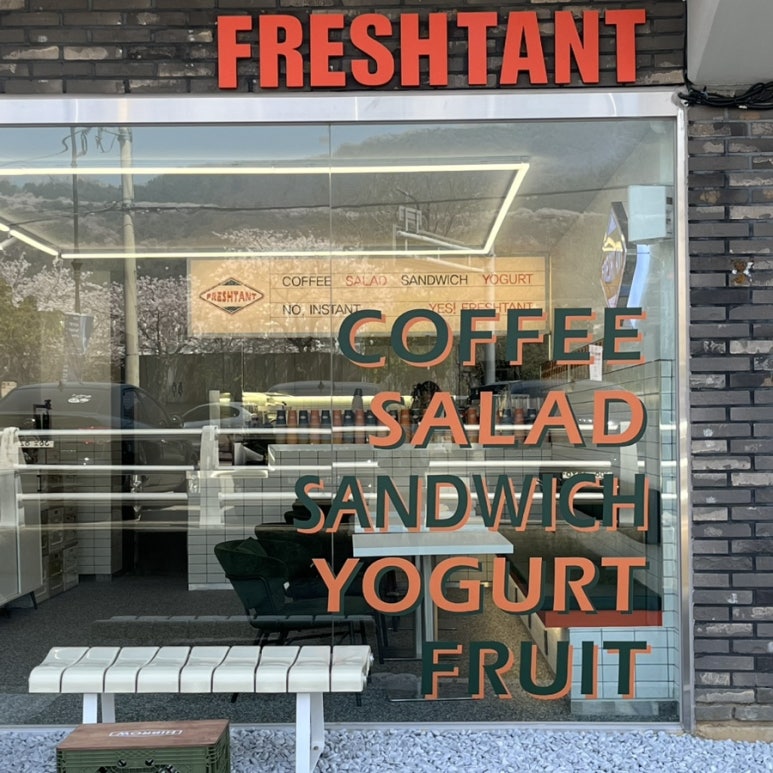 FRESHTANT
COFFEE SALAD SANDWICH YOGURT
FRESHTANT
NO, INSTANT YES! FRESHTANT
COFFEE
SALAD
SANDWICH
YOGURT
FRUIT